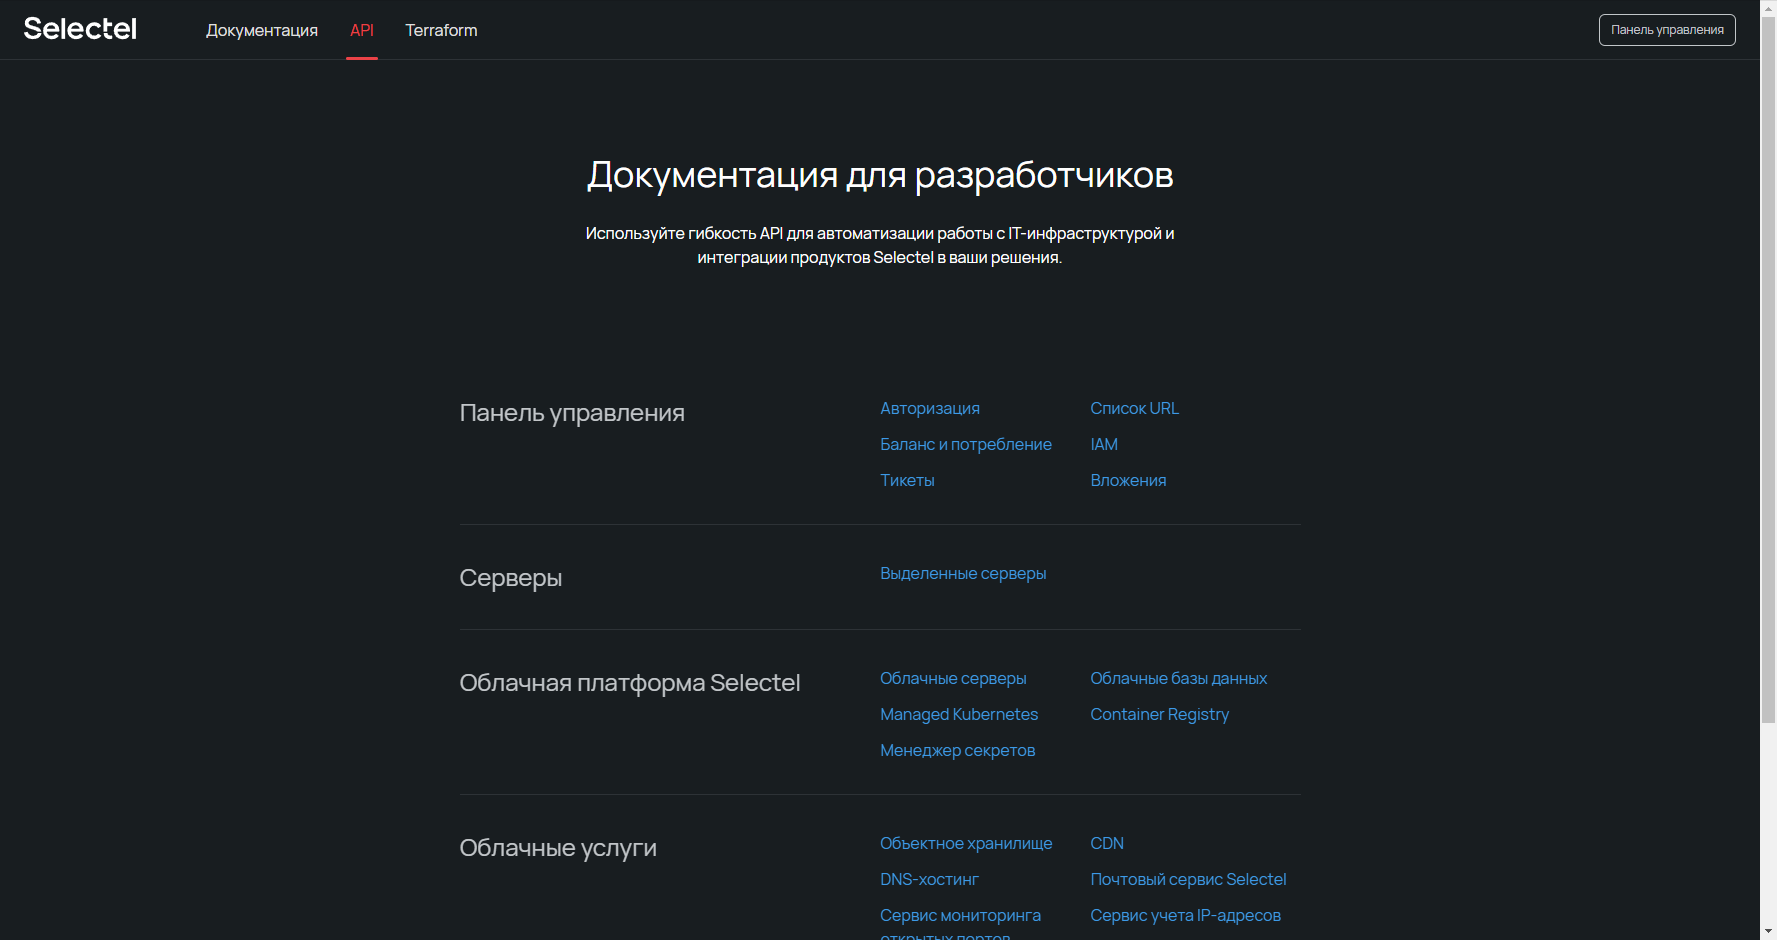 Selectel
Документация
API
Terraform
Панель управления
Документация для разработчиков
Используйте гибкость API для автоматизации работы с IT-инфраструктурой и
интеграции продуктов Selectel в ваши решения.
Панель управления
Авторизация
Список URL
Баланс и потребление
IAM
Тикеты
Вложения
Серверы
Выделенные серверы
Облачная платформа Selectel
Облачные серверы
Облачные базы данных
Managed Kubernetes
Container Registry
Менеджер секретов
Облачные услуги
Объектное хранилище
CDN
DNS-хостинг
Почтовый сервис Selectel
Сервис мониторинга
Сервис учета IP-адресов
открытых портов